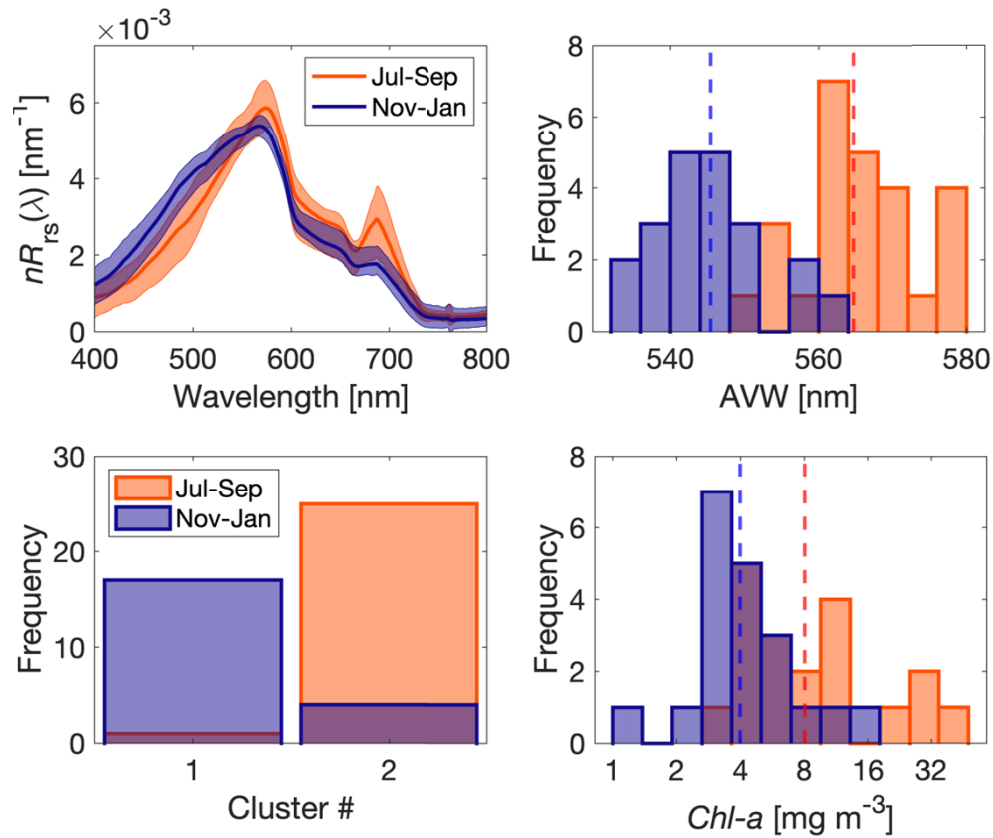 ×10⁻³
nRrs(λ) [nm⁻¹]
6
4
2
0
Jul-Sep
Nov-Jan
400 500 600 700 800
Wavelength [nm]
Frequency
8
6
4
2
0
540 560 580
AVW [nm]
Frequency
30
20
10
0
Jul-Sep
Nov-Jan
1 2
Cluster #
Frequency
8
6
4
2
0
1 2 4 8 16 32
Chl-a [mg m⁻³]